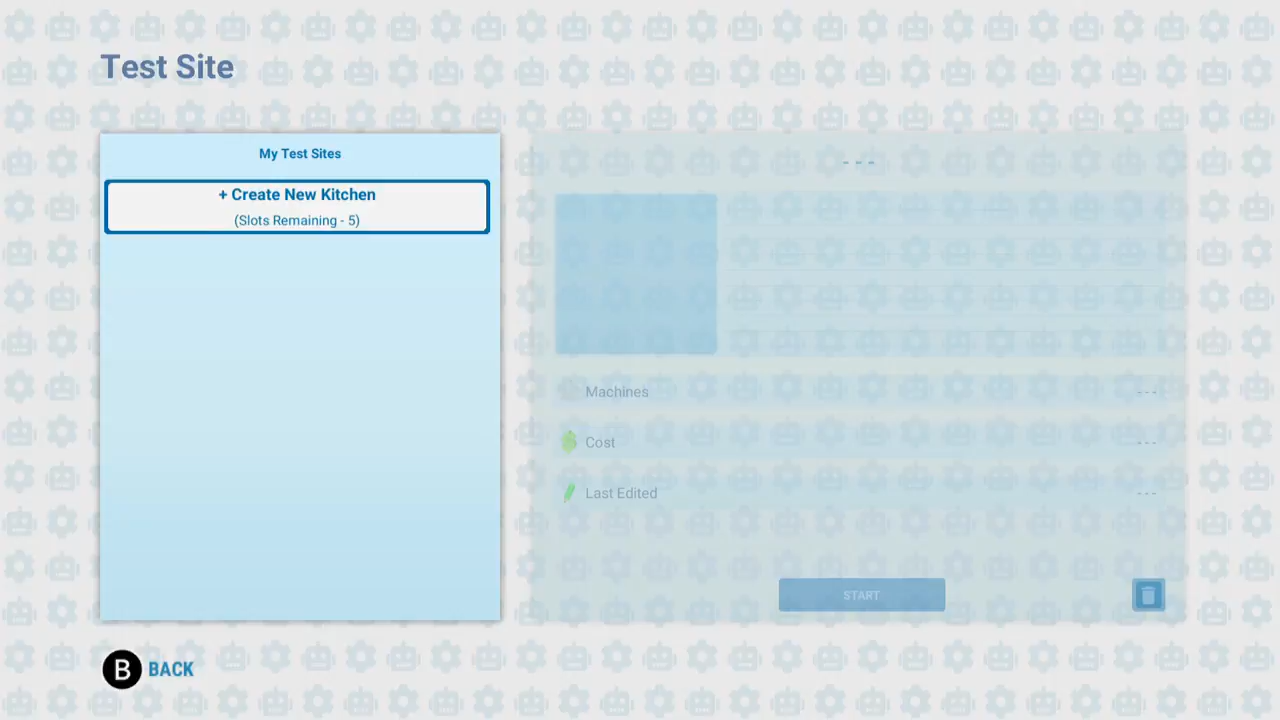 Test Site
My Test Sites
+ Create New Kitchen
(Slots Remaining - 5)
---
Machines
---
Cost
---
Last Edited
---
START
B BACK